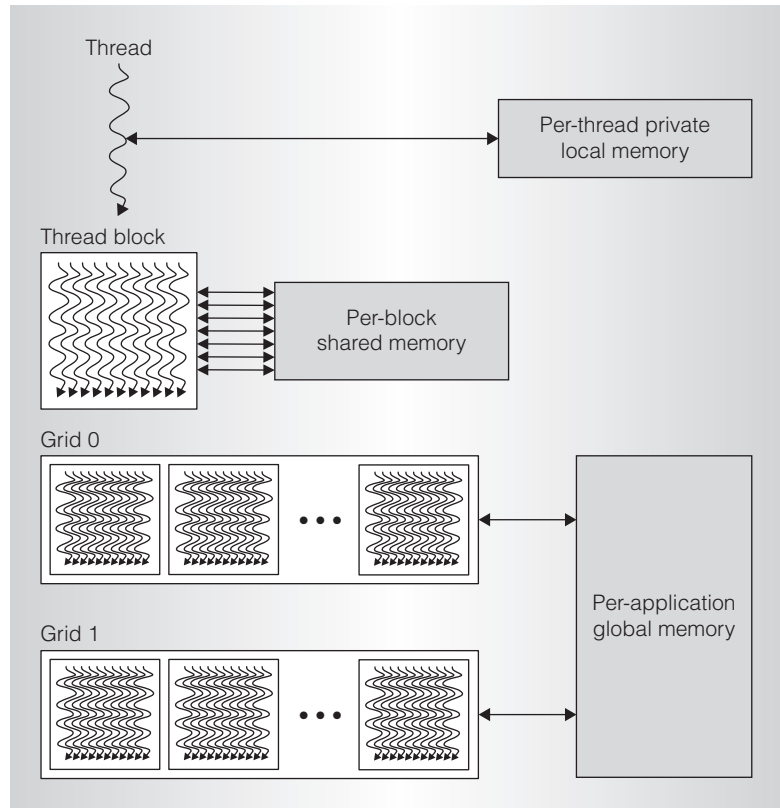 Thread
Per-thread private
local memory
Thread block
Per-block
shared memory
Grid 0
Per-application
global memory
Grid 1